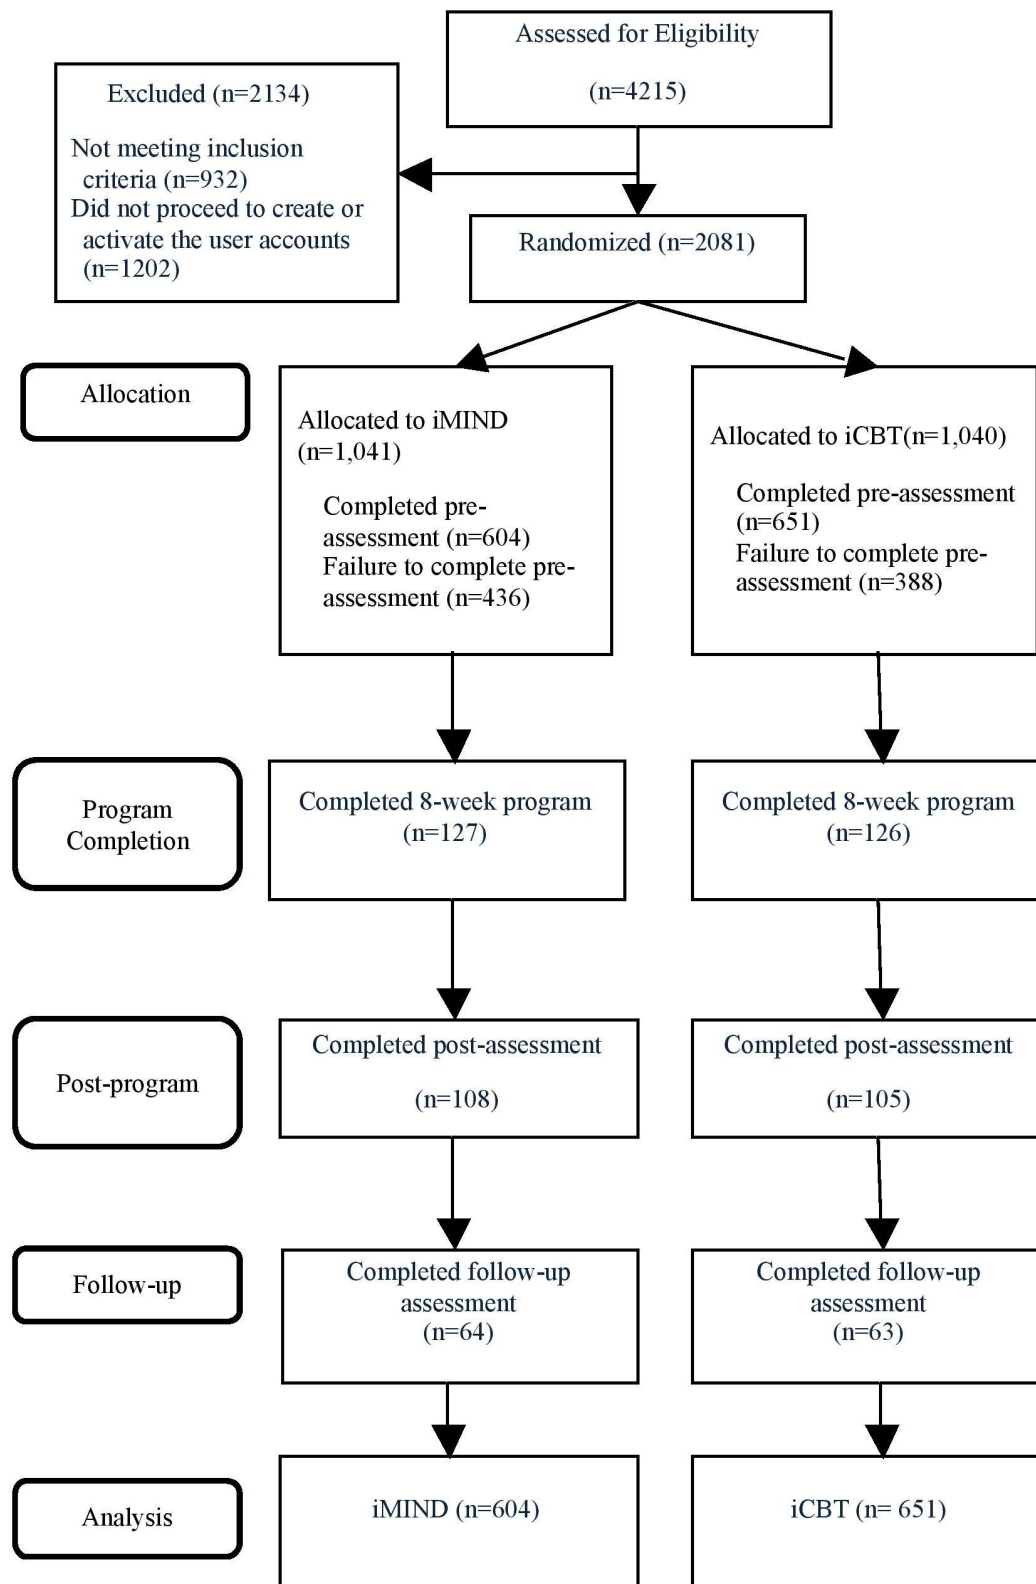 Assessed for Eligibility
(n=4215)
Excluded (n=2134)
Not meeting inclusion
criteria (n=932)
Did not proceed to create or
activate the user accounts
(n=1202)
Randomized (n=2081)
Allocation
Allocated to iMIND
(n=1,041)
Completed pre-
assessment (n=604)
Failure to complete pre-
assessment (n=436)
Allocated to iCBT(n=1,040)
Completed pre-assessment
(n=651)
Failure to complete pre-
assessment (n=388)
Program
Completion
Completed 8-week program
(n=127)
Completed 8-week program
(n=126)
Post-program
Completed post-assessment
(n=108)
Completed post-assessment
(n=105)
Follow-up
Completed follow-up
assessment
(n=64)
Completed follow-up
assessment
(n=63)
Analysis
iMIND (n=604)
iCBT (n= 651)